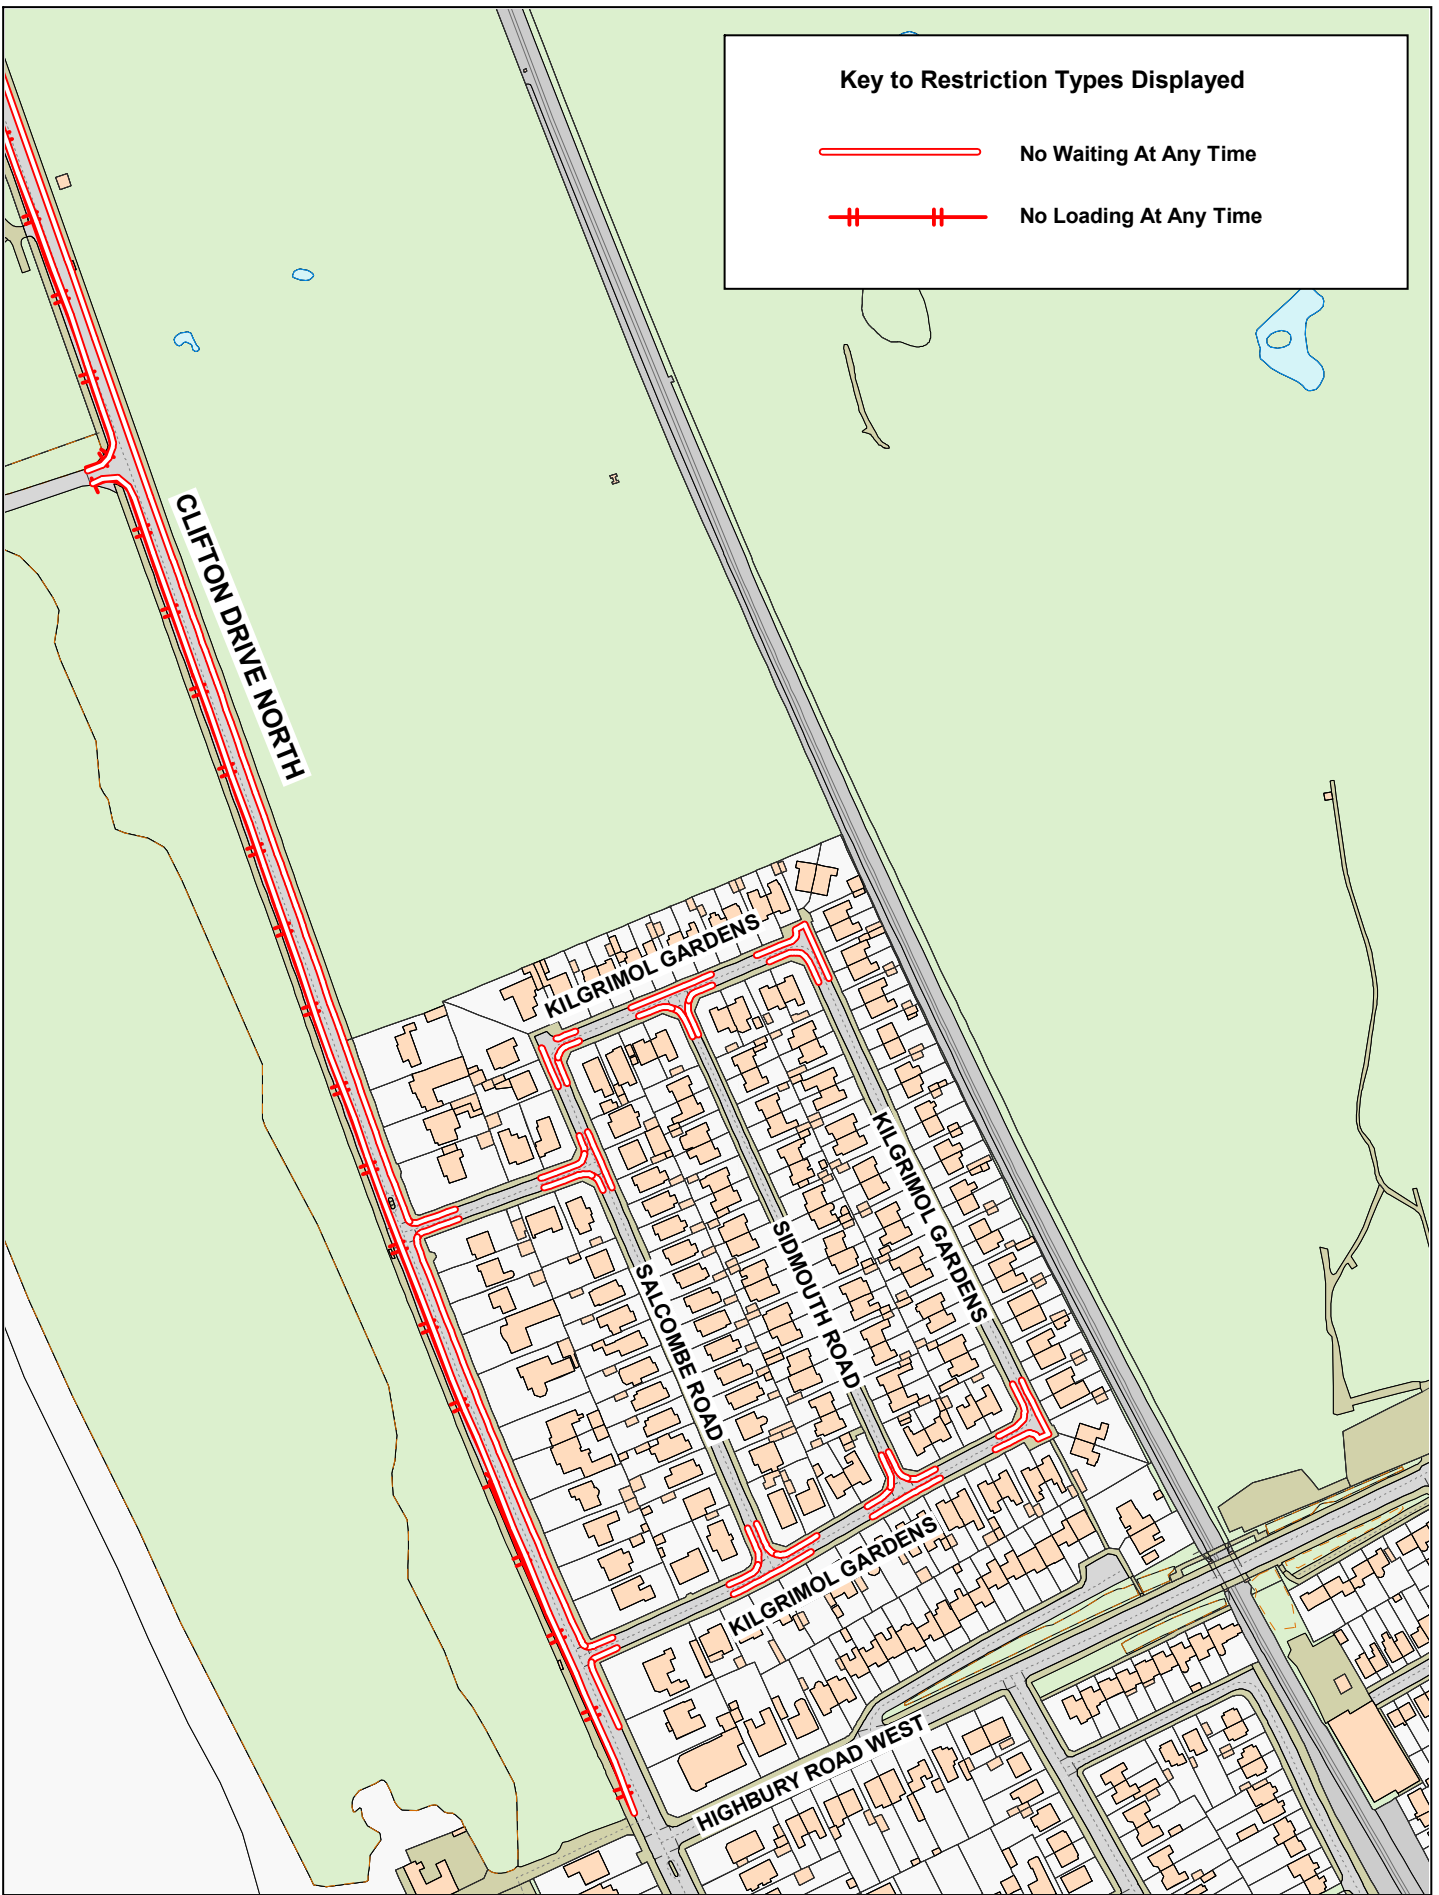 Key to Restriction Types Displayed
No Waiting At Any Time
No Loading At Any Time
CLIFTON DRIVE NORTH
KILGRIMOL GARDENS
KILGRIMOL GARDENS
SIDMOUTH ROAD
SALCOMBE ROAD
KILGRIMOL GARDENS
HIGHBURY ROAD WEST